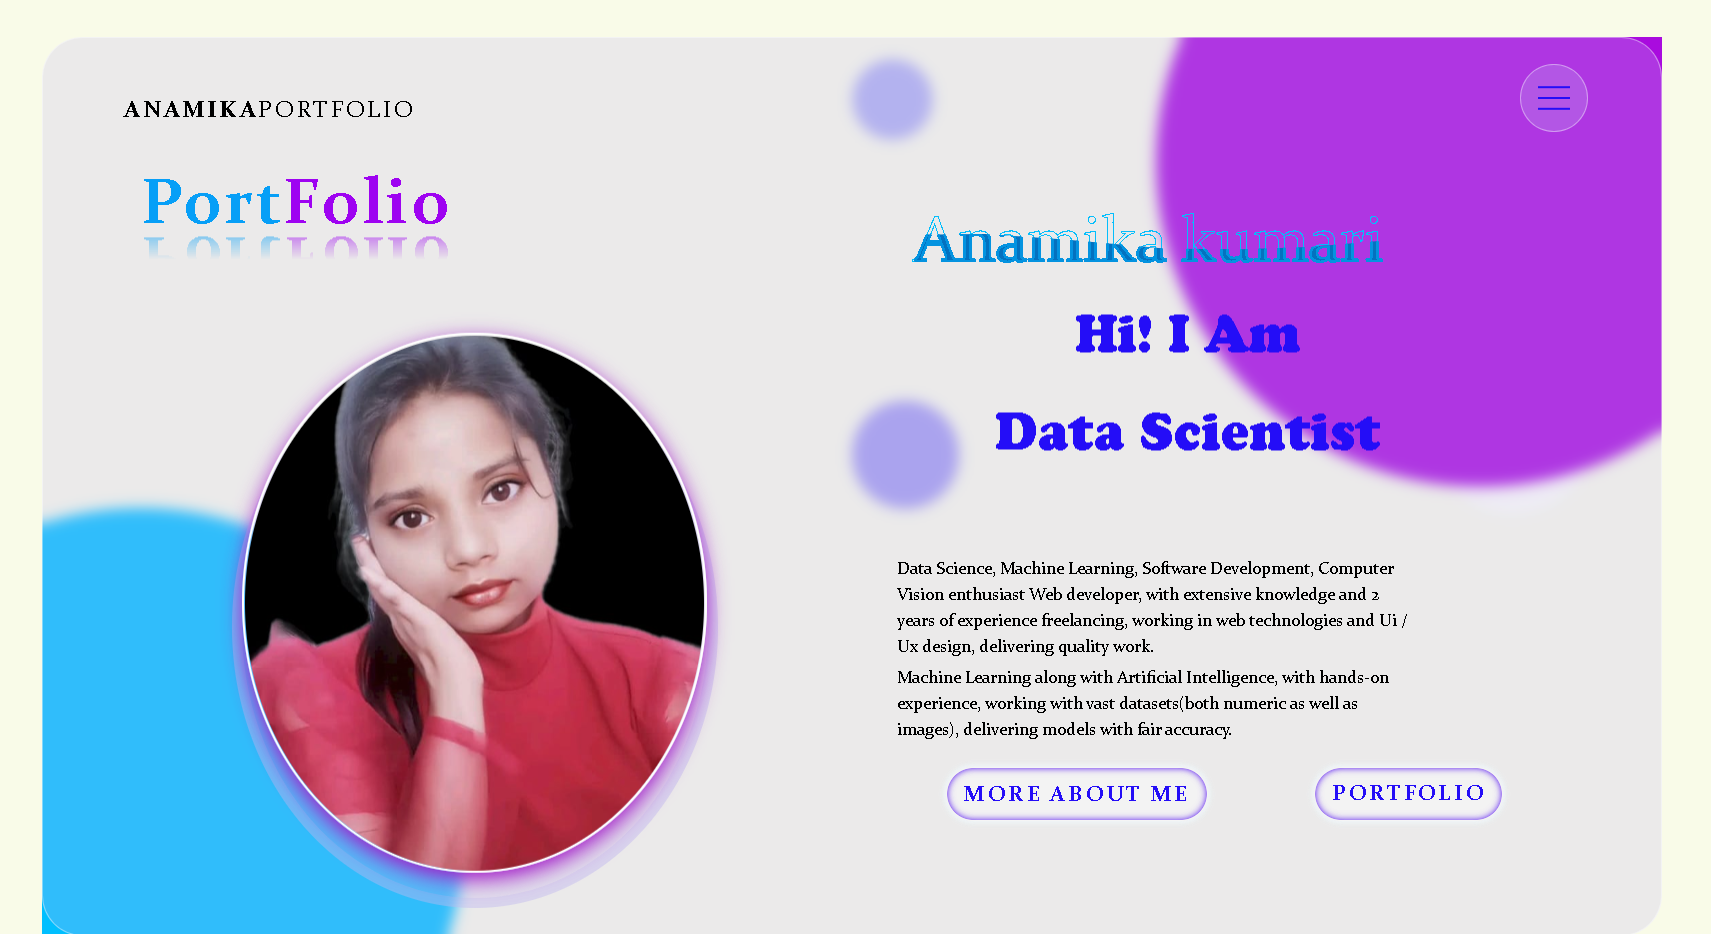 ANAMIKAPORTFOLIO
PortFolio
Anamika kumari
Hi! I Am
Data Scientist
Data Science, Machine Learning, Software Development, Computer
Vision enthusiast Web developer, with extensive knowledge and 2
years of experience freelancing, working in web technologies and Ui /
Ux design, delivering quality work.
Machine Learning along with Artificial Intelligence, with hands-on
experience, working with vast datasets(both numeric as well as
images), delivering models with fair accuracy.
MORE ABOUT ME
PORTFOLIO